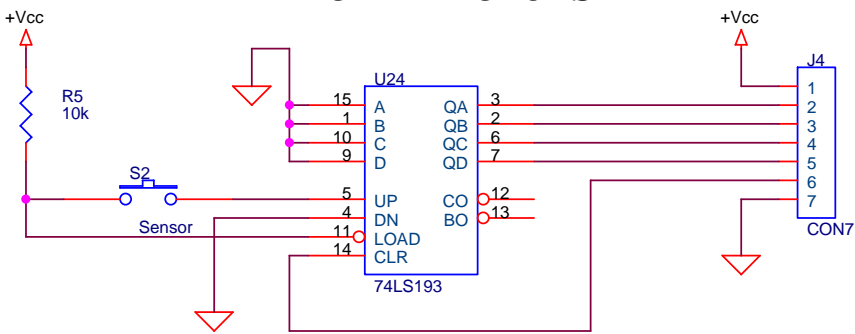 +Vcc
R5
10k
S2
Sensor
U24
15 A QA 3
1 B QB 2
10 C QC 6
9 D QD 7
5 UP CO 12
4 DN BO 13
11 LOAD
14 CLR
74LS193
+Vcc
J4
1
2
3
4
5
6
7
CON7